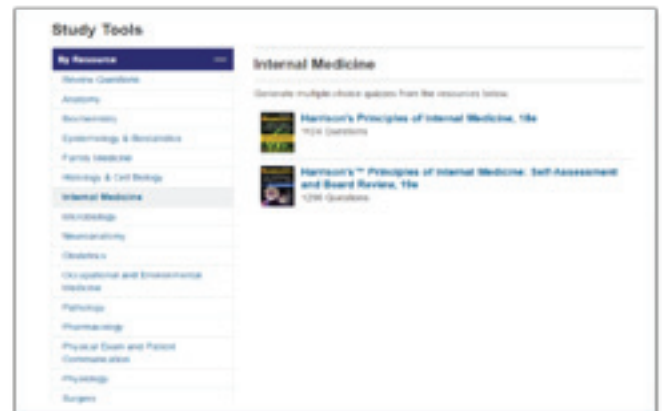 Study Tools
By Resource
Review Questions
Anatomy
Biochemistry
Epidemiology & Biostatistics
Family Medicine
Histology & Cell Biology
Internal Medicine
Microbiology
Neuroanatomy
Obstetrics
Occupational and Environmental
Medicine
Pathology
Pharmacology
Physical Exam and Patient
Communication
Physiology
Surgery
Internal Medicine
Generate multiple choice quizzes from the resources below.
Harrison's Principles of Internal Medicine,
Questions
Harrison's™ Principles of Internal Medicine: Self-Assessment
and Board Review,
Questions